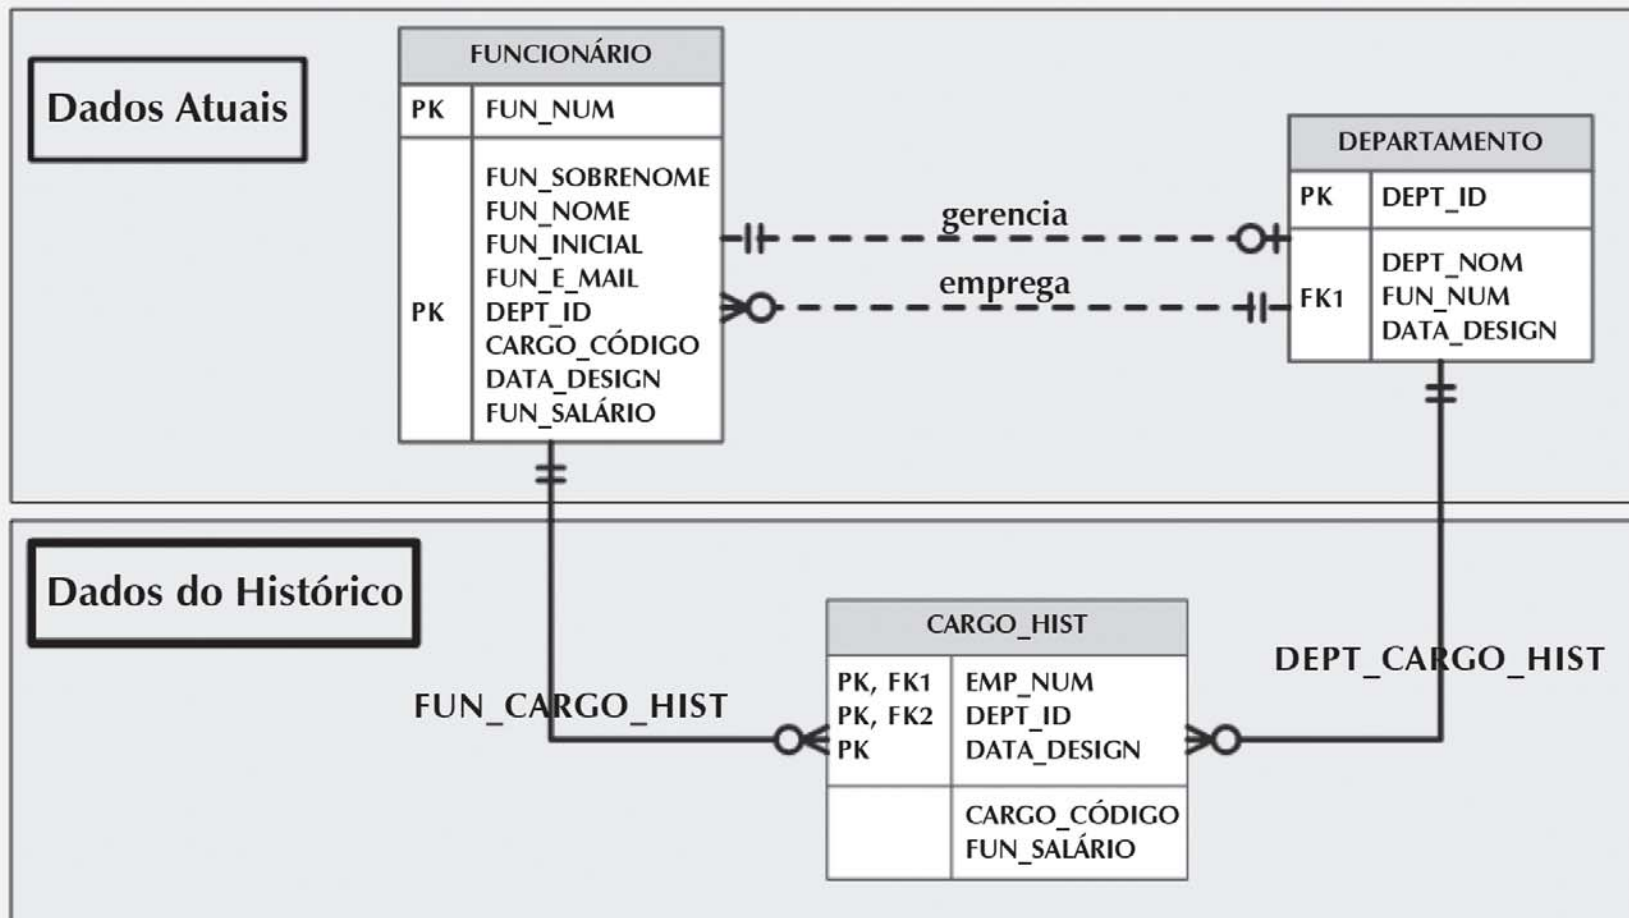 Dados Atuais
FUNCIONÁRIO
PK FUN_NUM
FUN_SOBRENOME
FUN_NOME
FUN_INICIAL
FUN_E_MAIL
PK DEPT_ID
CARGO_CÓDIGO
DATA_DESIGN
FUN_SALÁRIO
gerencia
emprega
DEPARTAMENTO
PK DEPT_ID
DEPT_NOM
FK1 FUN_NUM
DATA_DESIGN
Dados do Histórico
FUN_CARGO_HIST
CARGO_HIST
PK, FK1 EMP_NUM
PK, FK2 DEPT_ID
PK DATA_DESIGN
CARGO_CÓDIGO
FUN_SALÁRIO
DEPT_CARGO_HIST